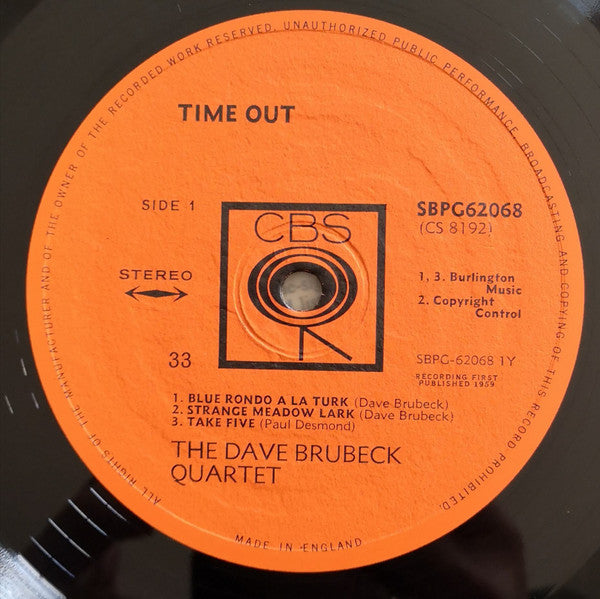 ALL RIGHTS OF THE MANUFACTURER AND OF THE OWNER OF THE RECORDED WORK RESERVED. UNAUTHORIZED PUBLIC PERFORMANCE, BROADCASTING AND COPYING OF THIS RECORD PROHIBITED.
TIME OUT
SIDE 1
CBS
SBPG62068
(CS 8192)
STEREO
1, 3. Burlington
Music
2. Copyright
Control
33
SBPG-62068 1Y
RECORDING FIRST
PUBLISHED 1959
1. BLUE RONDO A LA TURK (Dave Brubeck)
2. STRANGE MEADOW LARK (Dave Brubeck)
3. TAKE FIVE (Paul Desmond)
THE DAVE BRUBECK
QUARTET
MADE IN ENGLAND